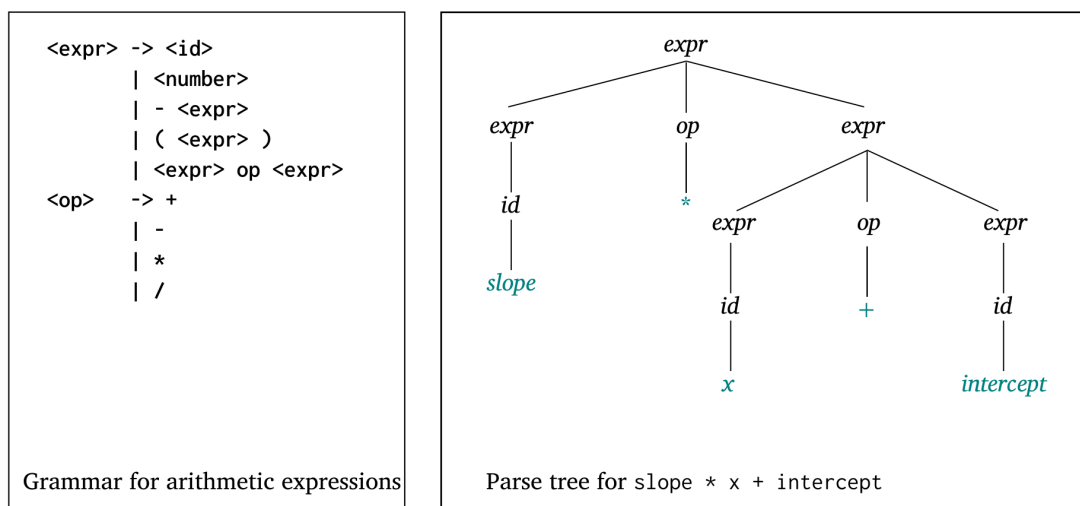 <expr> -> <id>
| <number>
| - <expr>
| ( <expr> )
| <expr> op <expr>
<op> -> +
| -
| *
| /
Grammar for arithmetic expressions
expr
expr op expr
id * expr op expr
slope id + id
x intercept
Parse tree for slope * x + intercept